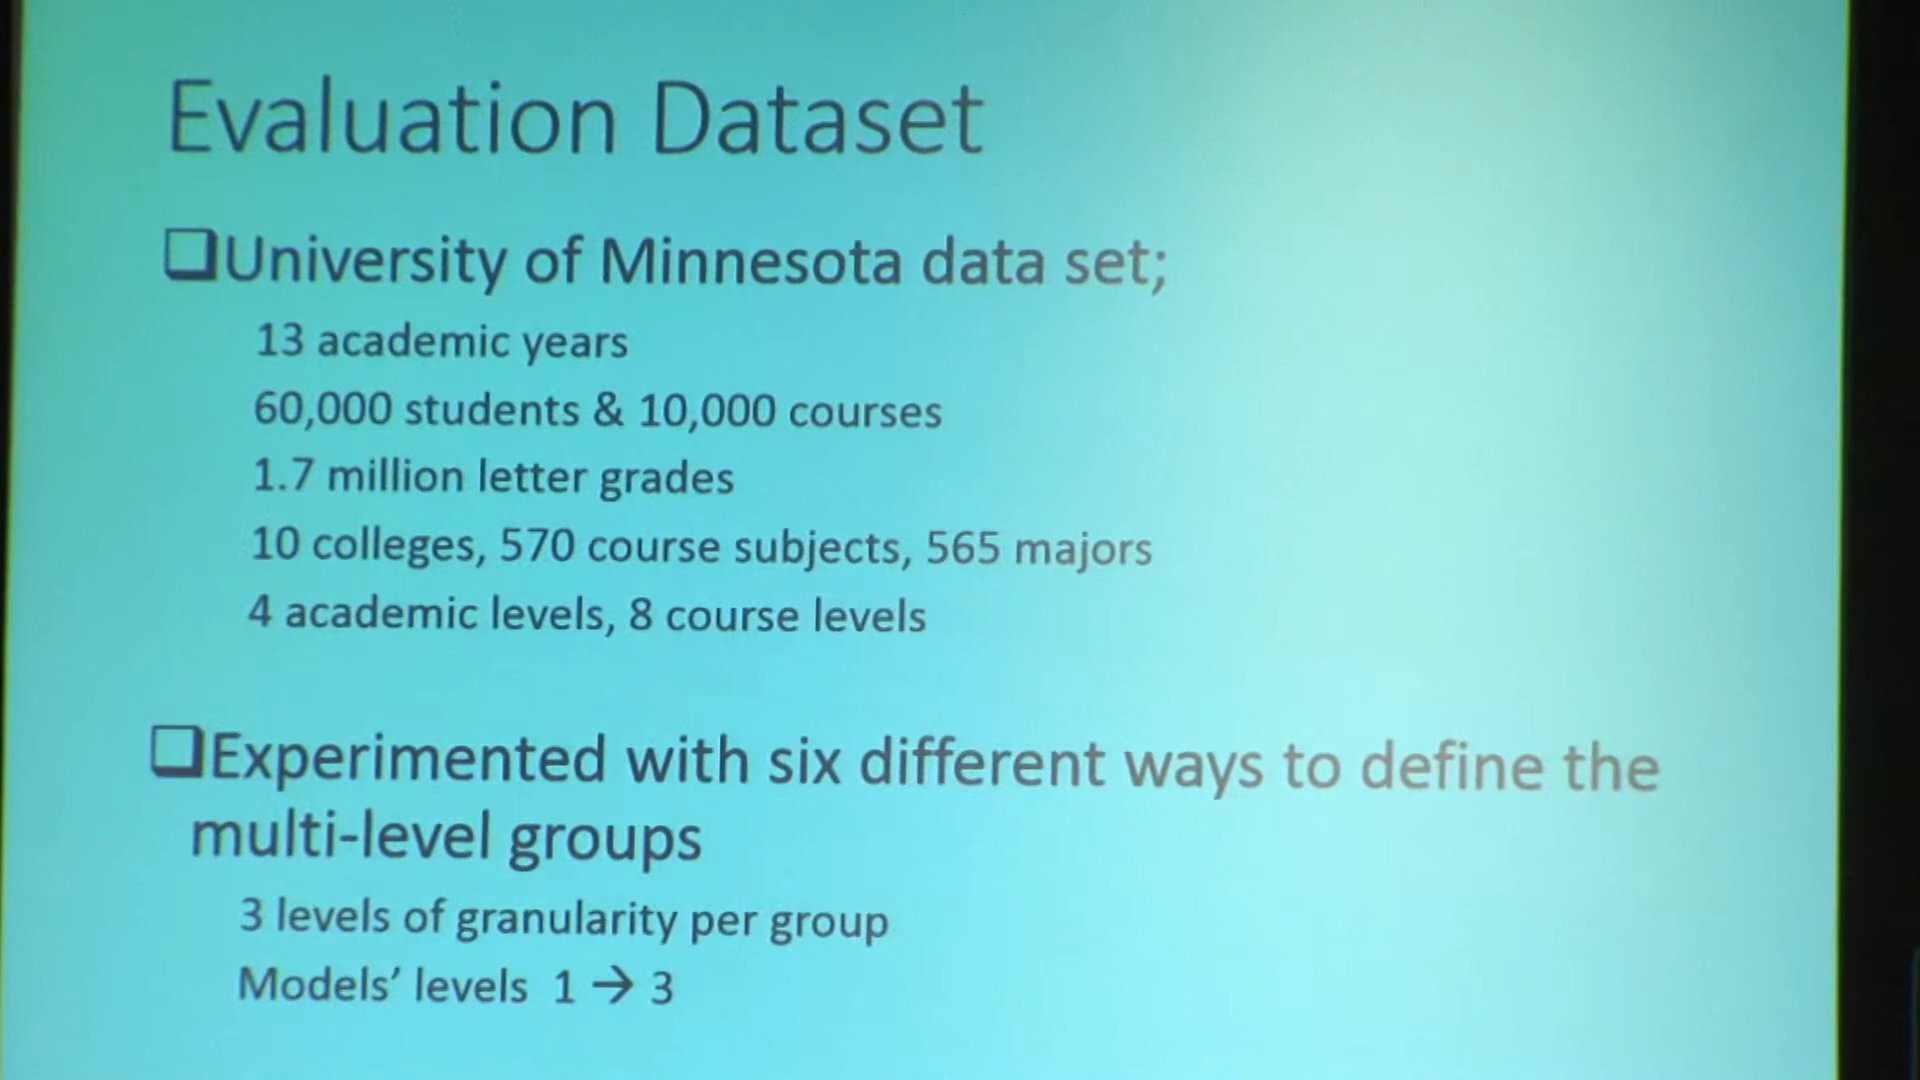 Evaluation Dataset
❑University of Minnesota data set;
13 academic years
60,000 students & 10,000 courses
1.7 million letter grades
10 colleges, 570 course subjects, 565 majors
4 academic levels, 8 course levels
❑Experimented with six different ways to define the
multi-level groups
3 levels of granularity per group
Models’ levels 1 → 3